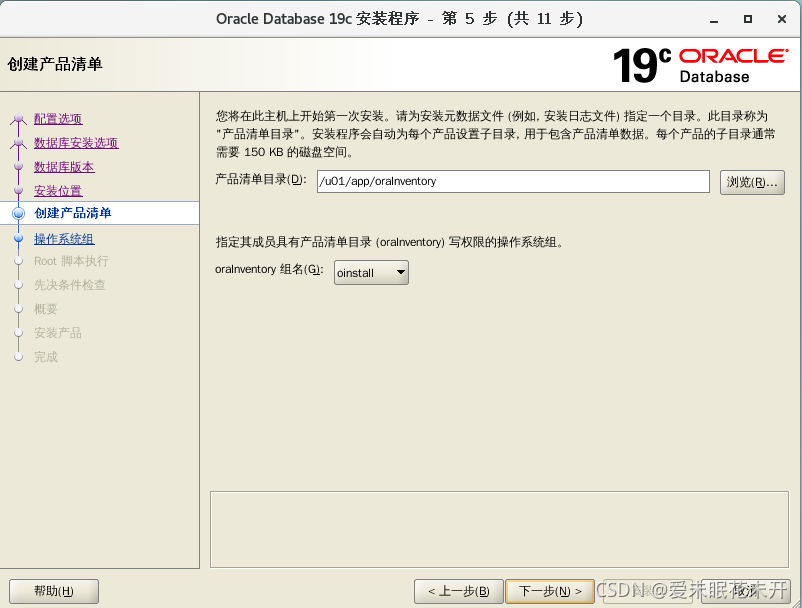 Oracle Database 19c 安装程序 - 第 5 步 (共 11 步)
创建产品清单
19c ORACLE
Database
配置选项
数据库安装选项
数据库版本
安装位置
创建产品清单
操作系统组
Root 脚本执行
先决条件检查
概要
安装产品
完成
您将在此主机上开始第一次安装。请为安装元数据文件 (例如, 安装日志文件) 指定一个目录。此目录称为
"产品清单目录"。安装程序会自动为每个产品设置子目录, 用于包含产品清单数据。每个产品的子目录通常
需要 150 KB 的磁盘空间。
产品清单目录(D): /u01/app/oraInventory 浏览(R)...
指定其成员具有产品清单目录 (oraInventory) 写权限的操作系统组。
oraInventory 组名(G): oinstall
帮助(H) < 上一步(B) 下一步(N) > 取消
CSDN @爱未眠花未开